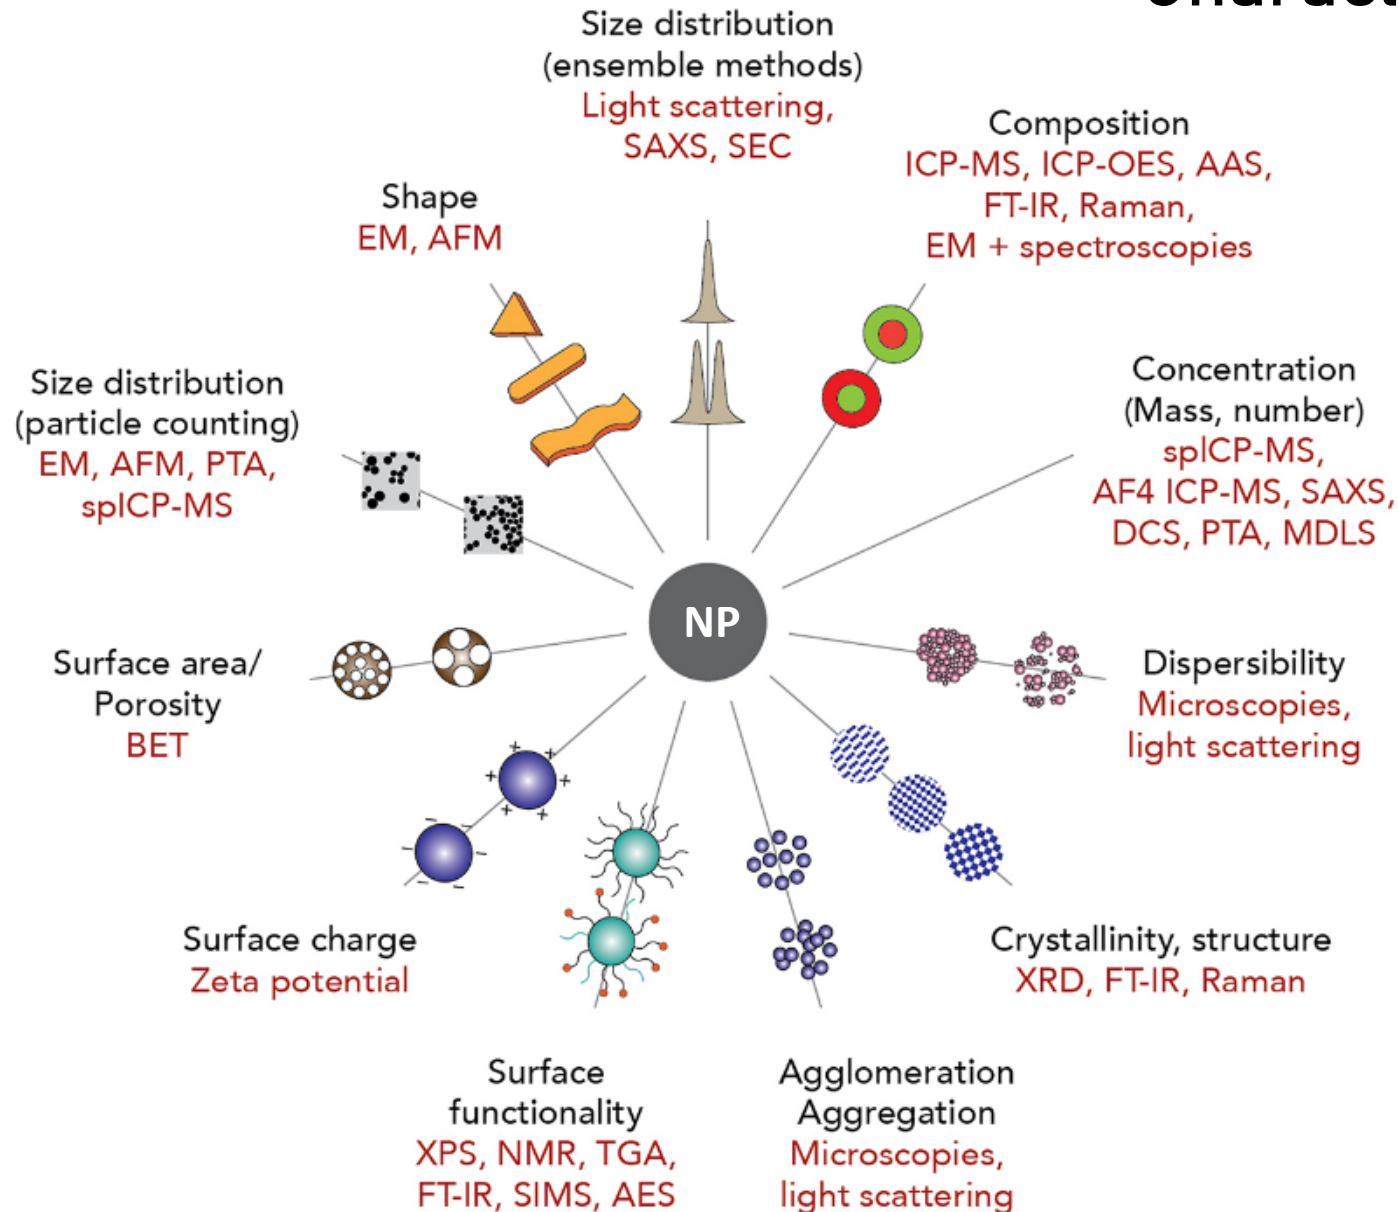 Size distribution
(ensemble methods)
Light scattering,
SAXS, SEC
Composition
ICP-MS, ICP-OES, AAS,
FT-IR, Raman,
EM + spectroscopies
Shape
EM, AFM
Concentration
(Mass, number)
spICP-MS,
AF4 ICP-MS, SAXS,
DCS, PTA, MDLS
Size distribution
(particle counting)
EM, AFM, PTA,
spICP-MS
NP
Surface area/
Porosity
BET
Dispersibility
Microscopies,
light scattering
Surface charge
Zeta potential
Crystallinity, structure
XRD, FT-IR, Raman
Surface
functionality
XPS, NMR, TGA,
FT-IR, SIMS, AES
Agglomeration
Aggregation
Microscopies,
light scattering